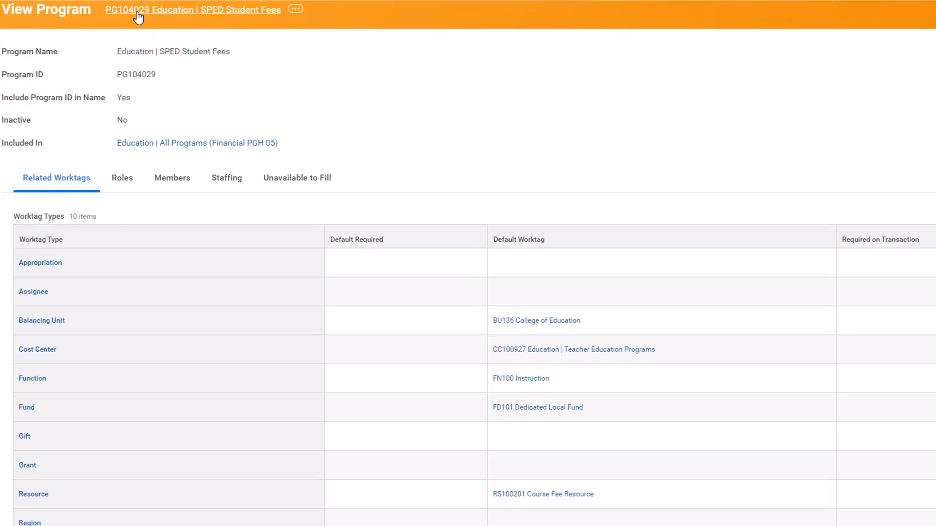 View Program PG104029 Education | SPED Student Fees
Program Name Education | SPED Student Fees
Program ID PG104029
Include Program ID in Name Yes
Inactive No
Included In Education | All Programs (Financial PGH 05)
Related Worktags Roles Members Staffing Unavailable to Fill
Worktag Types 10 items
Worktag Type Default Required Default Worktag Required on Transaction
Appropriation
Assignee
Balancing Unit BU136 College of Education
Cost Center CC100927 Education | Teacher Education Programs
Function FN100 Instruction
Fund FD101 Dedicated Local Fund
Gift
Grant
Resource RS100201 Course Fee Resource
Region